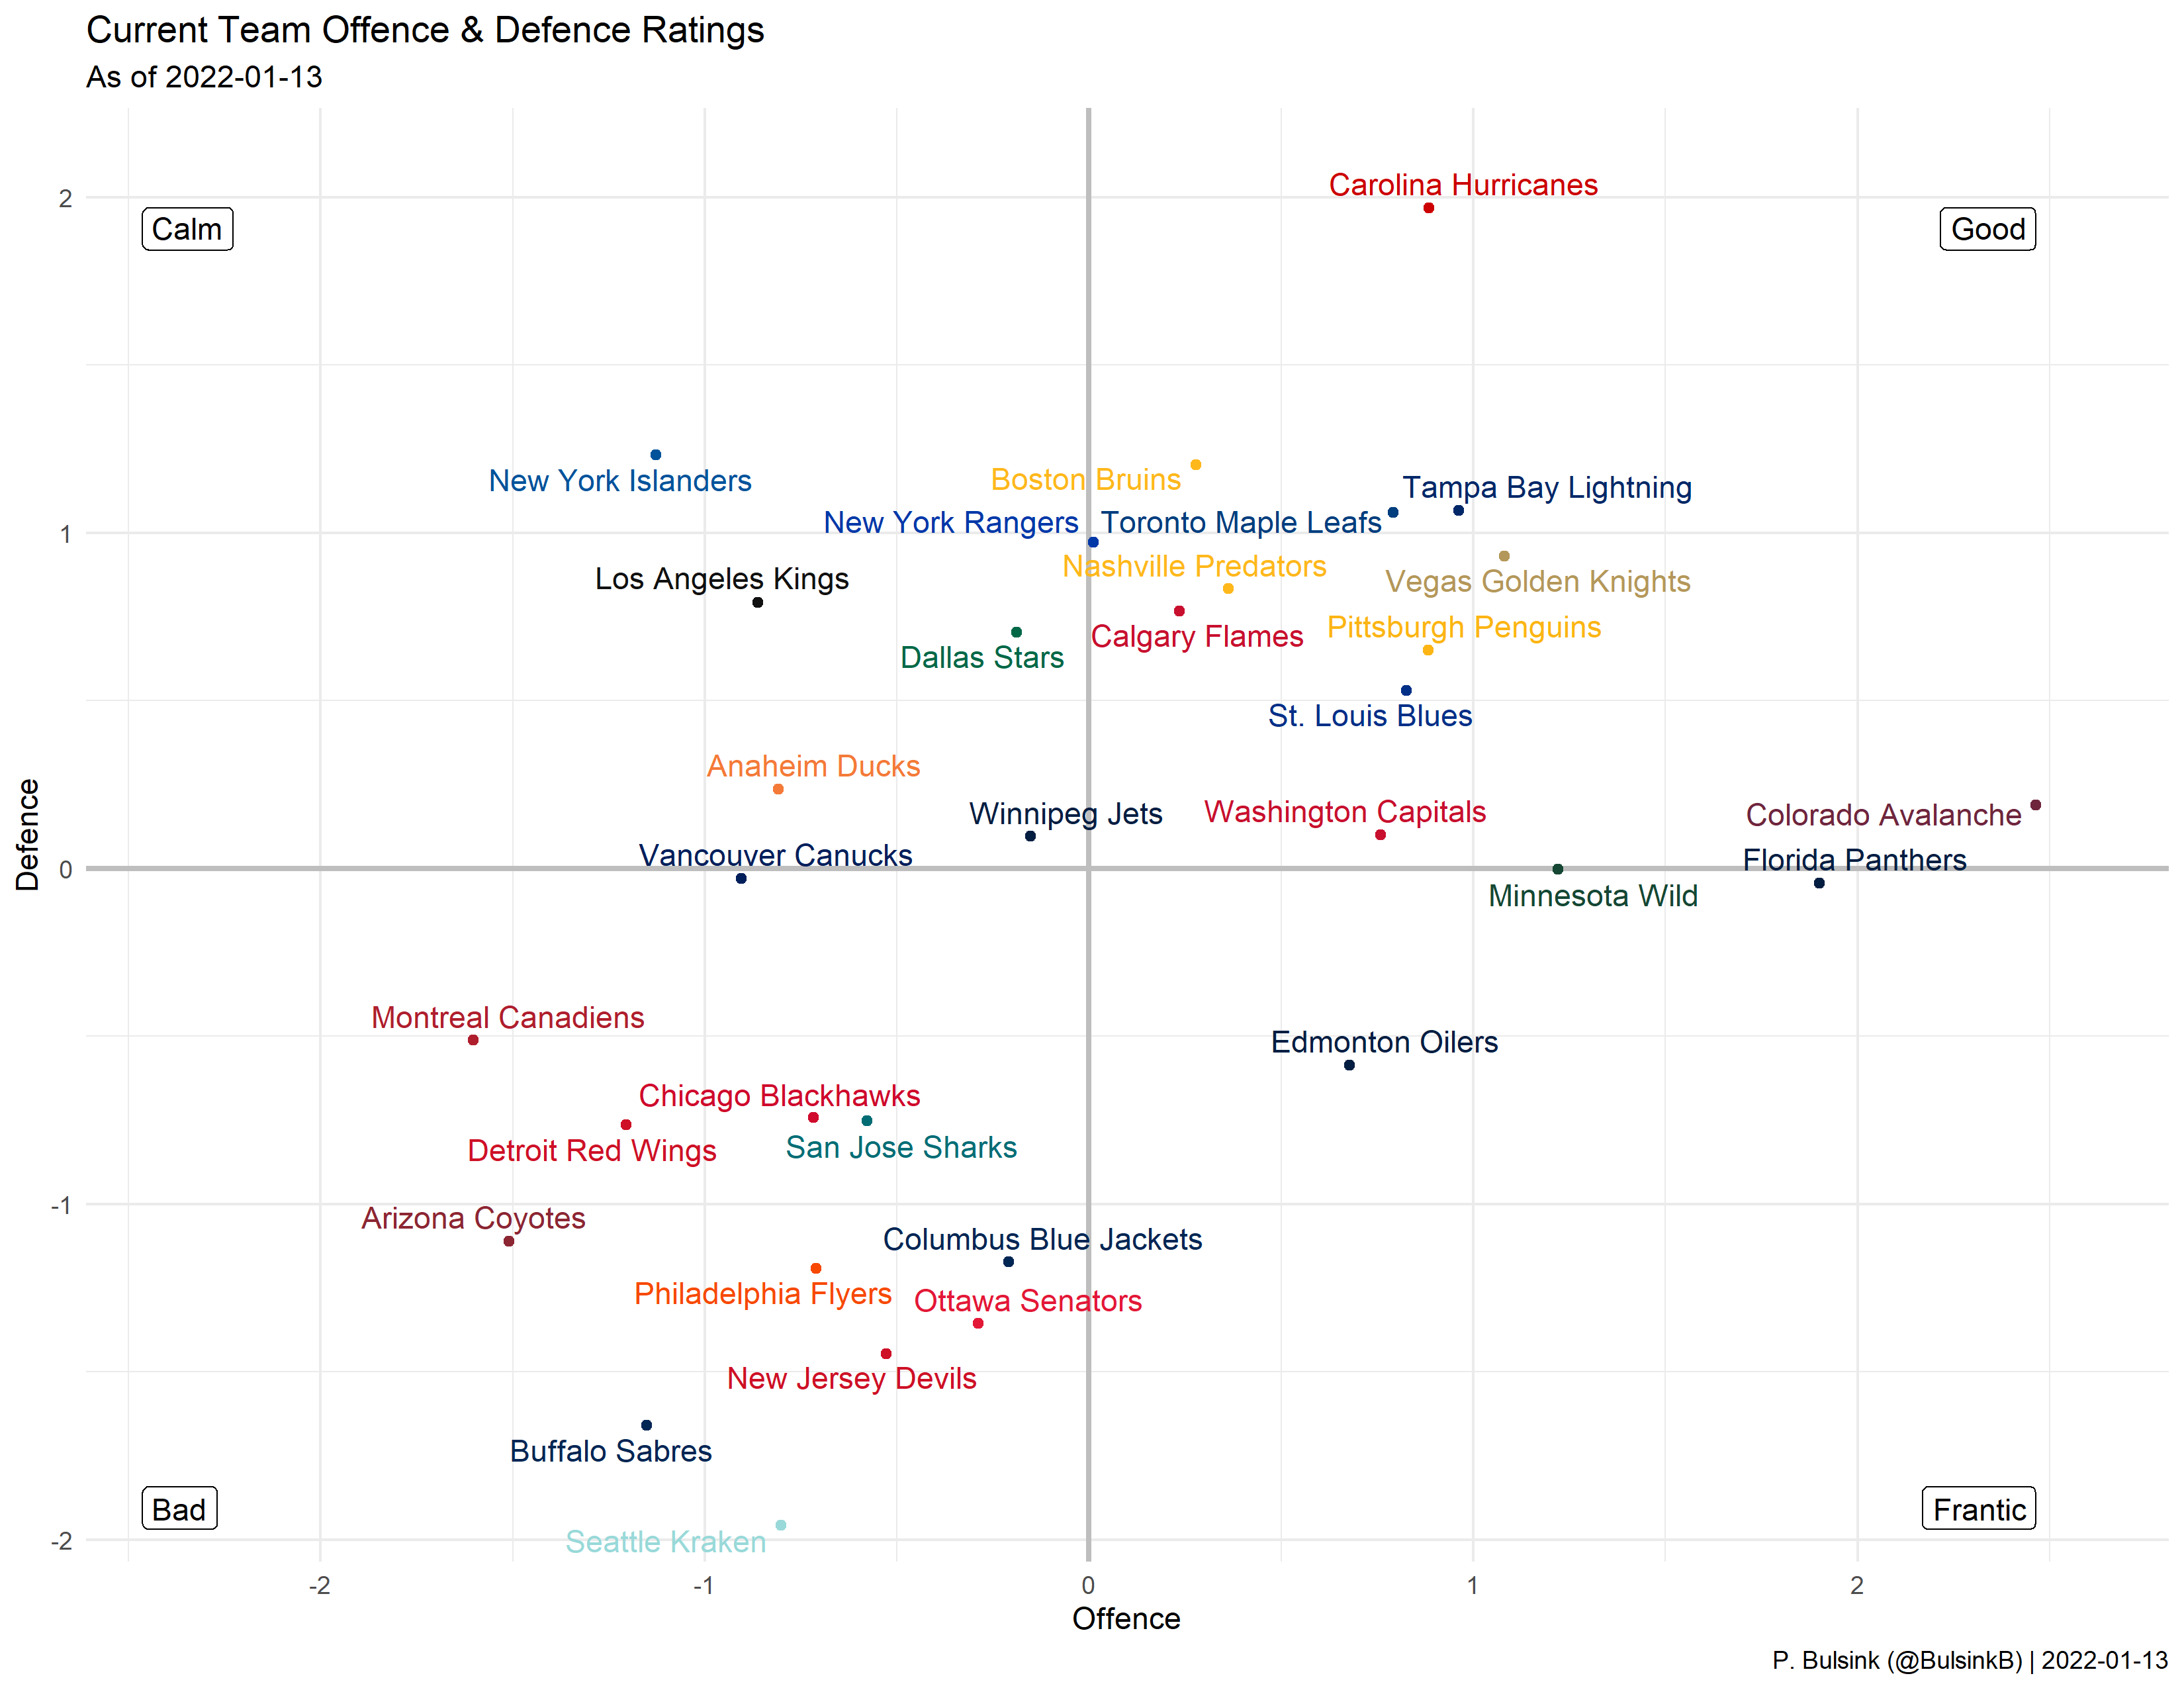 Current Team Offence & Defence Ratings
As of 2022-01-13
Carolina Hurricanes
2
Calm
Good
New York Islanders
Boston Bruins
Tampa Bay Lightning
New York Rangers
Toronto Maple Leafs
1
Nashville Predators
Los Angeles Kings
Vegas Golden Knights
Pittsburgh Penguins
Calgary Flames
Dallas Stars
St. Louis Blues
Anaheim Ducks
Winnipeg Jets
Washington Capitals
Colorado Avalanche
Defence
Vancouver Canucks
Florida Panthers
0
Minnesota Wild
Montreal Canadiens
Edmonton Oilers
Chicago Blackhawks
San Jose Sharks
Detroit Red Wings
-1
Arizona Coyotes
Columbus Blue Jackets
Philadelphia Flyers
Ottawa Senators
New Jersey Devils
Buffalo Sabres
Bad
Frantic
-2
Seattle Kraken
-2
-1
0
1
2
Offence
P. Bulsink (@BulsinkB) | 2022-01-13